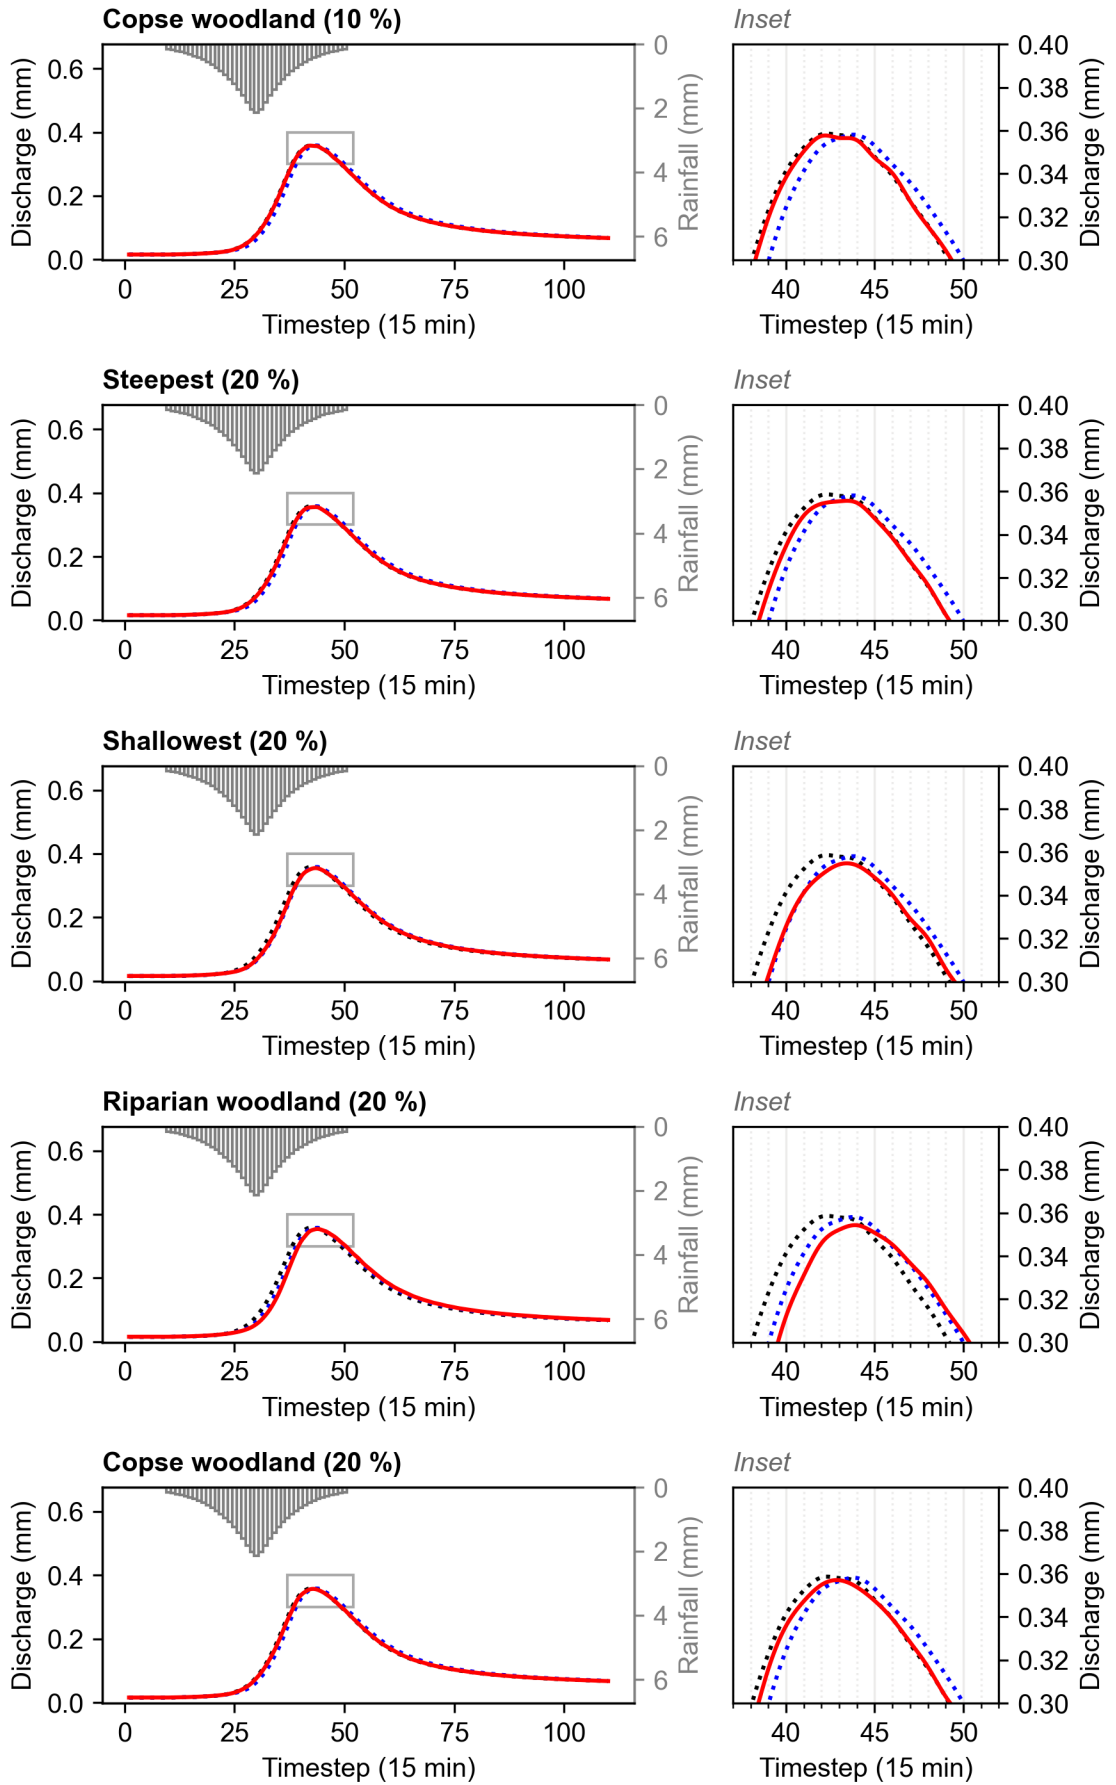 Copse woodland (10 %)
Inset
Discharge (mm)
0.6
0.4
0.2
0.0
0
2
4
6
Rainfall (mm)
0 25 50 75 100
Timestep (15 min)
0.40
0.38
0.36
0.34
0.32
0.30
Discharge (mm)
40 45 50
Timestep (15 min)
Steepest (20 %)
Inset
Discharge (mm)
0.6
0.4
0.2
0.0
0
2
4
6
Rainfall (mm)
0 25 50 75 100
Timestep (15 min)
0.40
0.38
0.36
0.34
0.32
0.30
Discharge (mm)
40 45 50
Timestep (15 min)
Shallowest (20 %)
Inset
Discharge (mm)
0.6
0.4
0.2
0.0
0
2
4
6
Rainfall (mm)
0 25 50 75 100
Timestep (15 min)
0.40
0.38
0.36
0.34
0.32
0.30
Discharge (mm)
40 45 50
Timestep (15 min)
Riparian woodland (20 %)
Inset
Discharge (mm)
0.6
0.4
0.2
0.0
0
2
4
6
Rainfall (mm)
0 25 50 75 100
Timestep (15 min)
0.40
0.38
0.36
0.34
0.32
0.30
Discharge (mm)
40 45 50
Timestep (15 min)
Copse woodland (20 %)
Inset
Discharge (mm)
0.6
0.4
0.2
0.0
0
2
4
6
Rainfall (mm)
0 25 50 75 100
Timestep (15 min)
0.40
0.38
0.36
0.34
0.32
0.30
Discharge (mm)
40 45 50
Timestep (15 min)